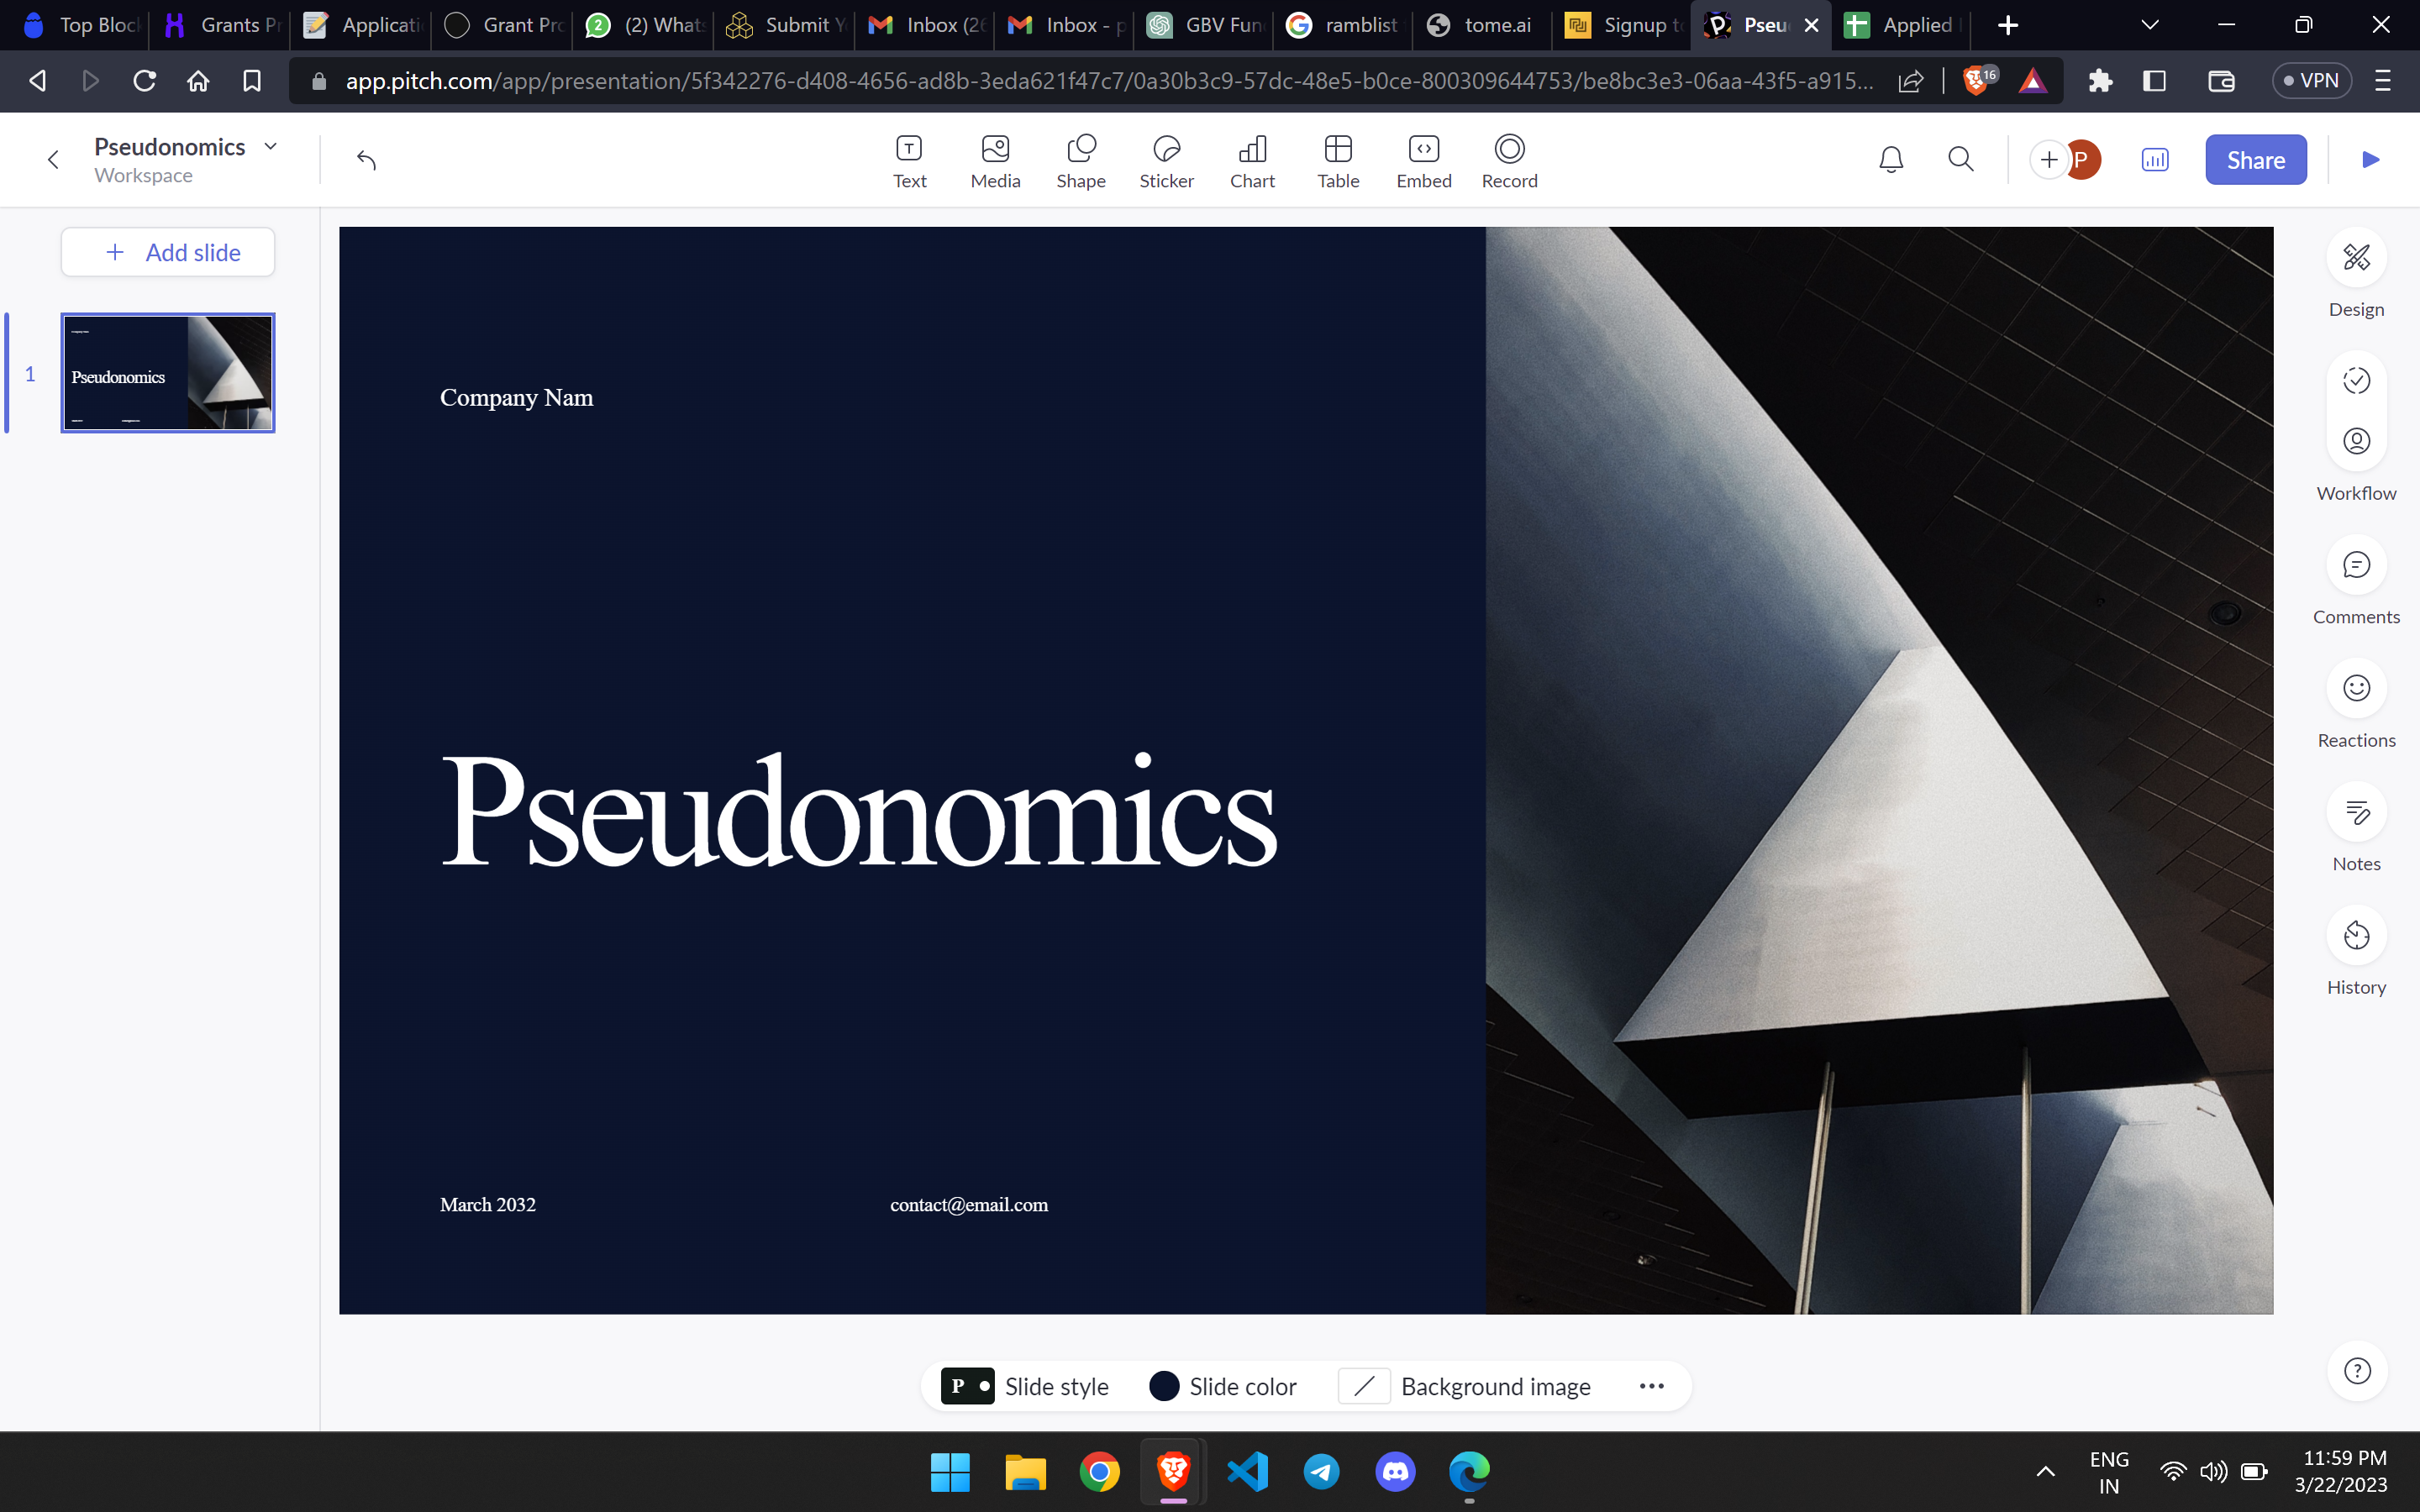 Top Bloc
Grants Pr
Applicati
Grant Pro
(2) Whats
Submit Y
Inbox (26
Inbox - p
GBV Fun
ramblist
tome.ai
Signup to
Pseu
Applied
app.pitch.com/app/presentation/5f342276-d408-4656-ad8b-3eda621f47c7/0a30b3c9-57dc-48e5-b0ce-800309644753/be8bc3e3-06aa-43f5-a915...
16
VPN
Pseudonomics
Workspace
Text
Media
Shape
Sticker
Chart
Table
Embed
Record
P
Share
+ Add slide
1
Pseudonomics
Company Nam
Pseudonomics
March 2032
contact@email.com
Design
Workflow
Comments
Reactions
Notes
History
P
Slide style
Slide color
Background image
ENG
IN
11:59 PM
3/22/2023